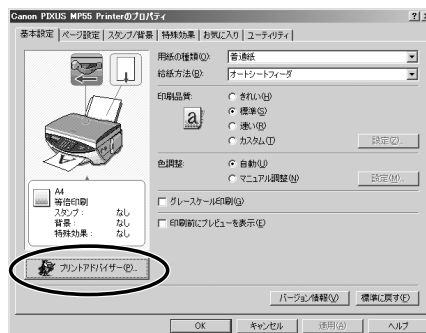 Canon PIXUS MP55 Printerのプロパティ
基本設定 ページ設定 スタンプ/背景 特殊効果 お気に入り ユーティリティ
用紙の種類(Q): 普通紙
給紙方法(B): オートシートフィーダ
印刷品質: きれい(H)
標準(S)
速い(R)
カスタム(T) 設定(Z)...
色調整: 自動(U)
マニュアル調整(N) 設定(M)...
グレースケール印刷(G)
印刷前にプレビューを表示(E)
A4
等倍印刷
スタンプ: なし
背景: なし
特殊効果: なし
プリントアドバイザー(P)...
バージョン情報(V) 標準に戻す(F)
OK キャンセル 適用(A) ヘルプ